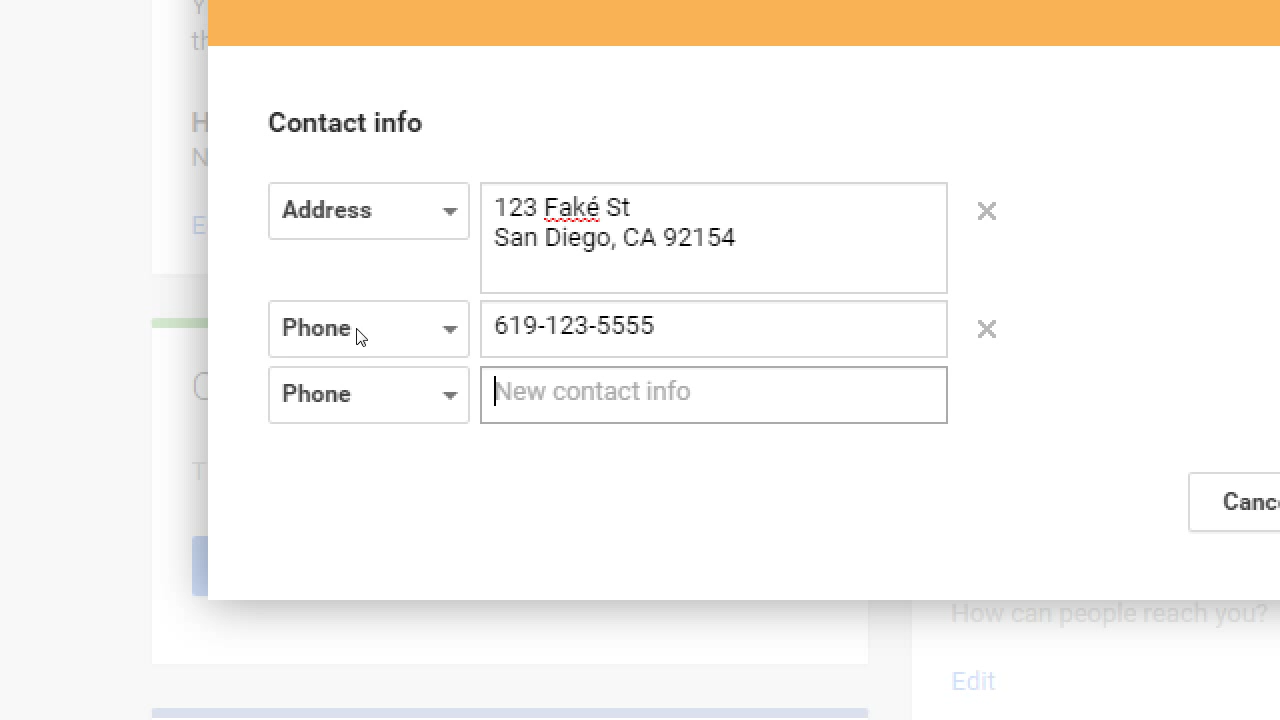 Contact info
Address
123 Faké St
San Diego, CA 92154
Phone
619-123-5555
Phone
New contact info
How can people reach you?
Edit